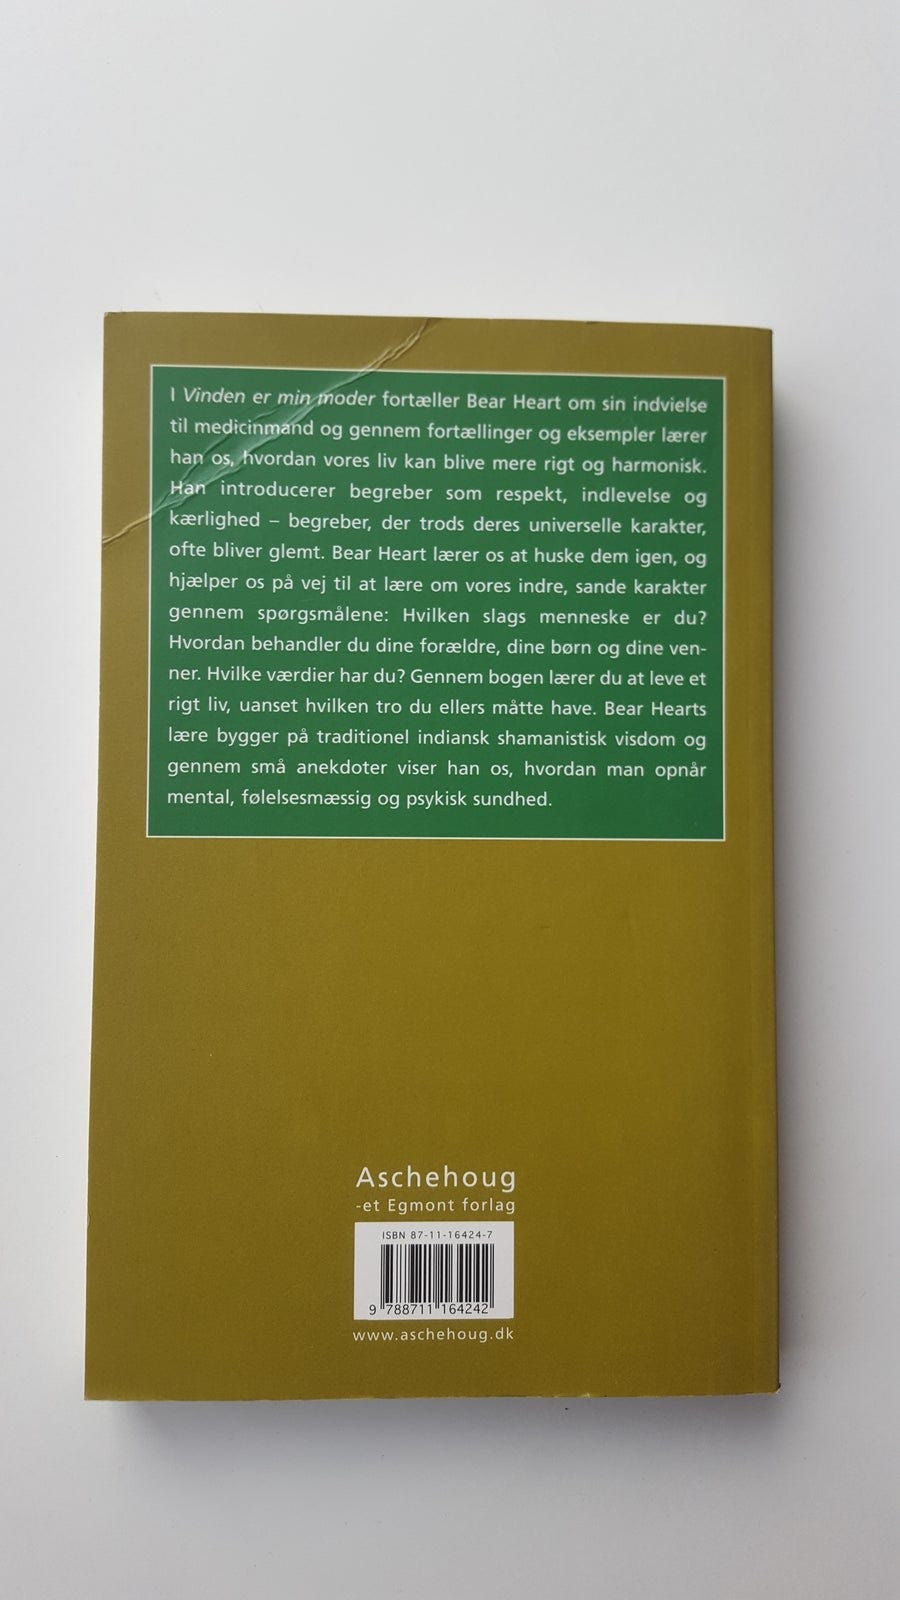 I Vinden er min moder fortæller Bear Heart om sin indvielse
til medicinmand og gennem fortællinger og eksempler lærer
han os, hvordan vores liv kan blive mere rigt og harmonisk.
Han introducerer begreber som respekt, indlevelse og
kærlighed – begreber, der trods deres universelle karakter,
ofte bliver glemt. Bear Heart lærer os at huske dem igen, og
hjælper os på vej til at lære om vores indre, sande karakter
gennem spørgsmålene: Hvilken slags menneske er du?
Hvordan behandler du dine forældre, dine børn og dine ven-
ner. Hvilke værdier har du? Gennem bogen lærer du at leve et
rigt liv, uanset hvilken tro du ellers måtte have. Bear Hearts
lære bygger på traditionel indiansk shamanistisk visdom og
gennem små anekdoter viser han os, hvordan man opnår
mental, følelsesmæssig og psykisk sundhed.
Aschehoug
-et Egmont forlag
ISBN 87-11-16424-7
9 788711 164242
www.aschehoug.dk